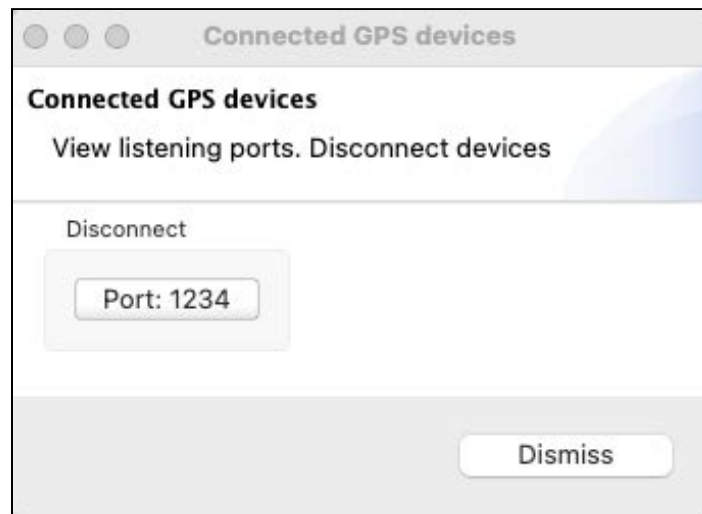 Connected GPS devices
Connected GPS devices
View listening ports. Disconnect devices
Disconnect
Port: 1234
Dismiss